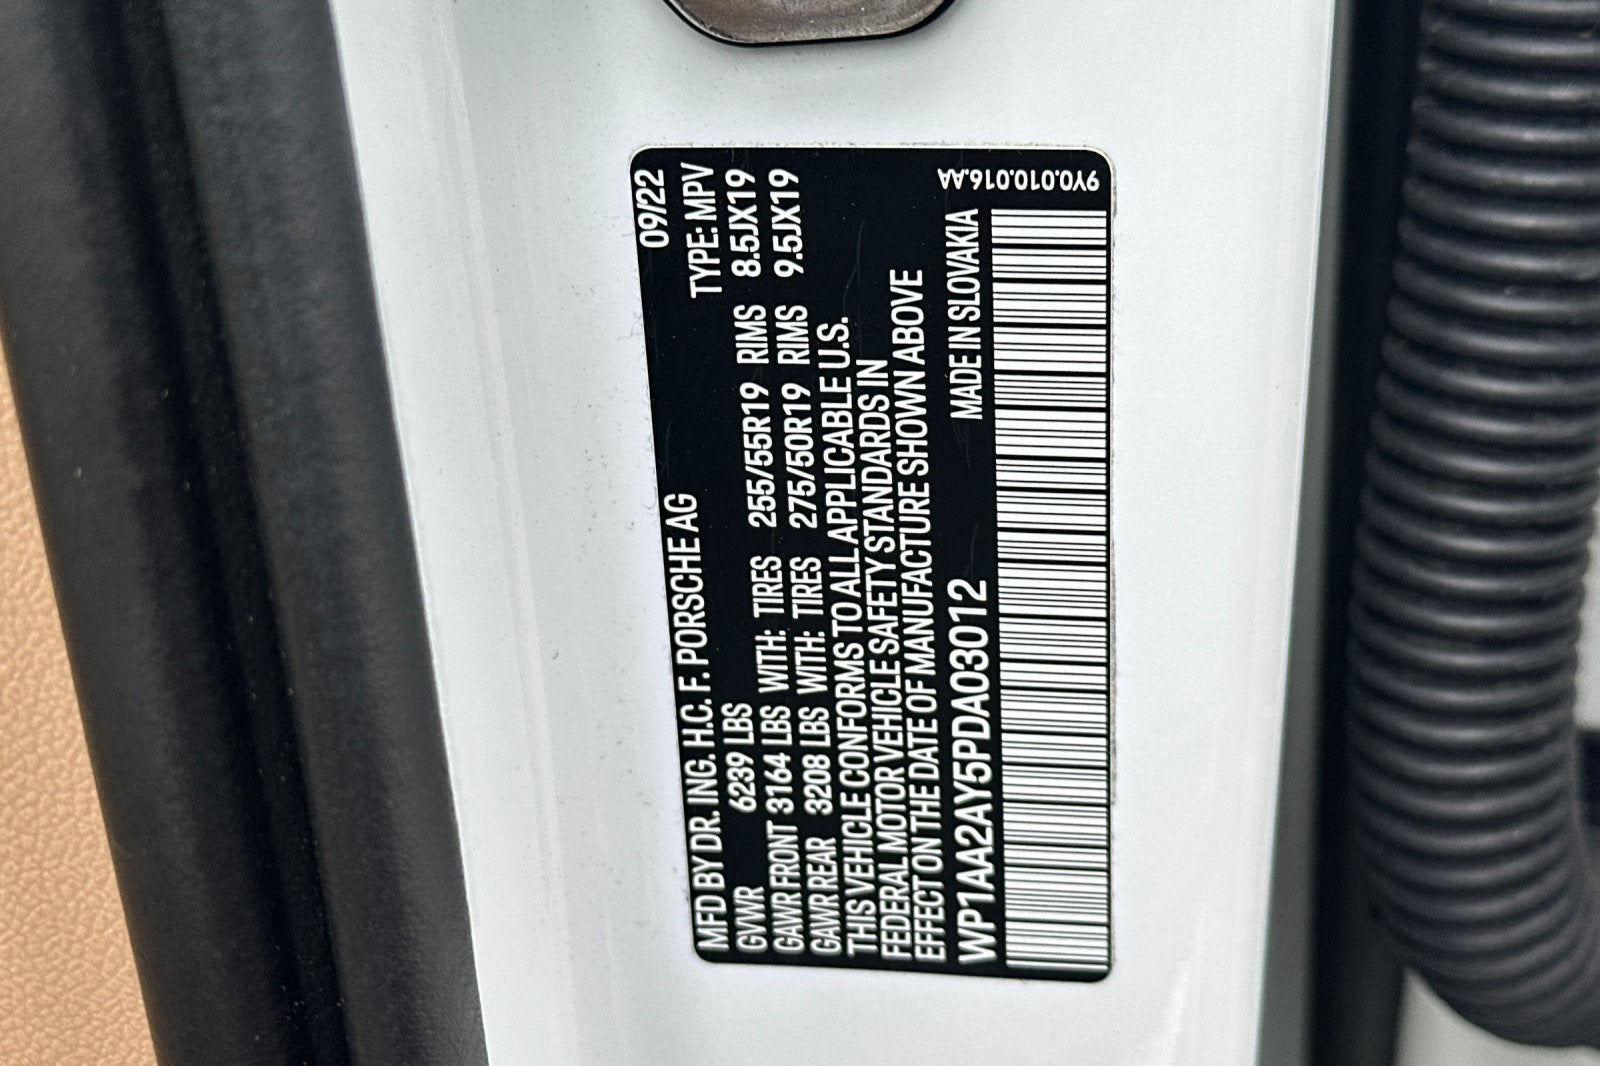 09/22
MFD BY DR. ING. H.C. F. PORSCHE AG TYPE: MPV
GVWR 6239 LBS
GAWR FRONT 3164 LBS WITH: TIRES 255/55R19 RIMS 8.5JX19
GAWR REAR 3208 LBS WITH: TIRES 275/50R19 RIMS 9.5JX19
THIS VEHICLE CONFORMS TO ALL APPLICABLE U.S.
FEDERAL MOTOR VEHICLE SAFETY STANDARDS IN
EFFECT ON THE DATE OF MANUFACTURE SHOWN ABOVE
WP1AA2AY5PDA03012 MADE IN SLOVAKIA
9Y0.010.016.AA